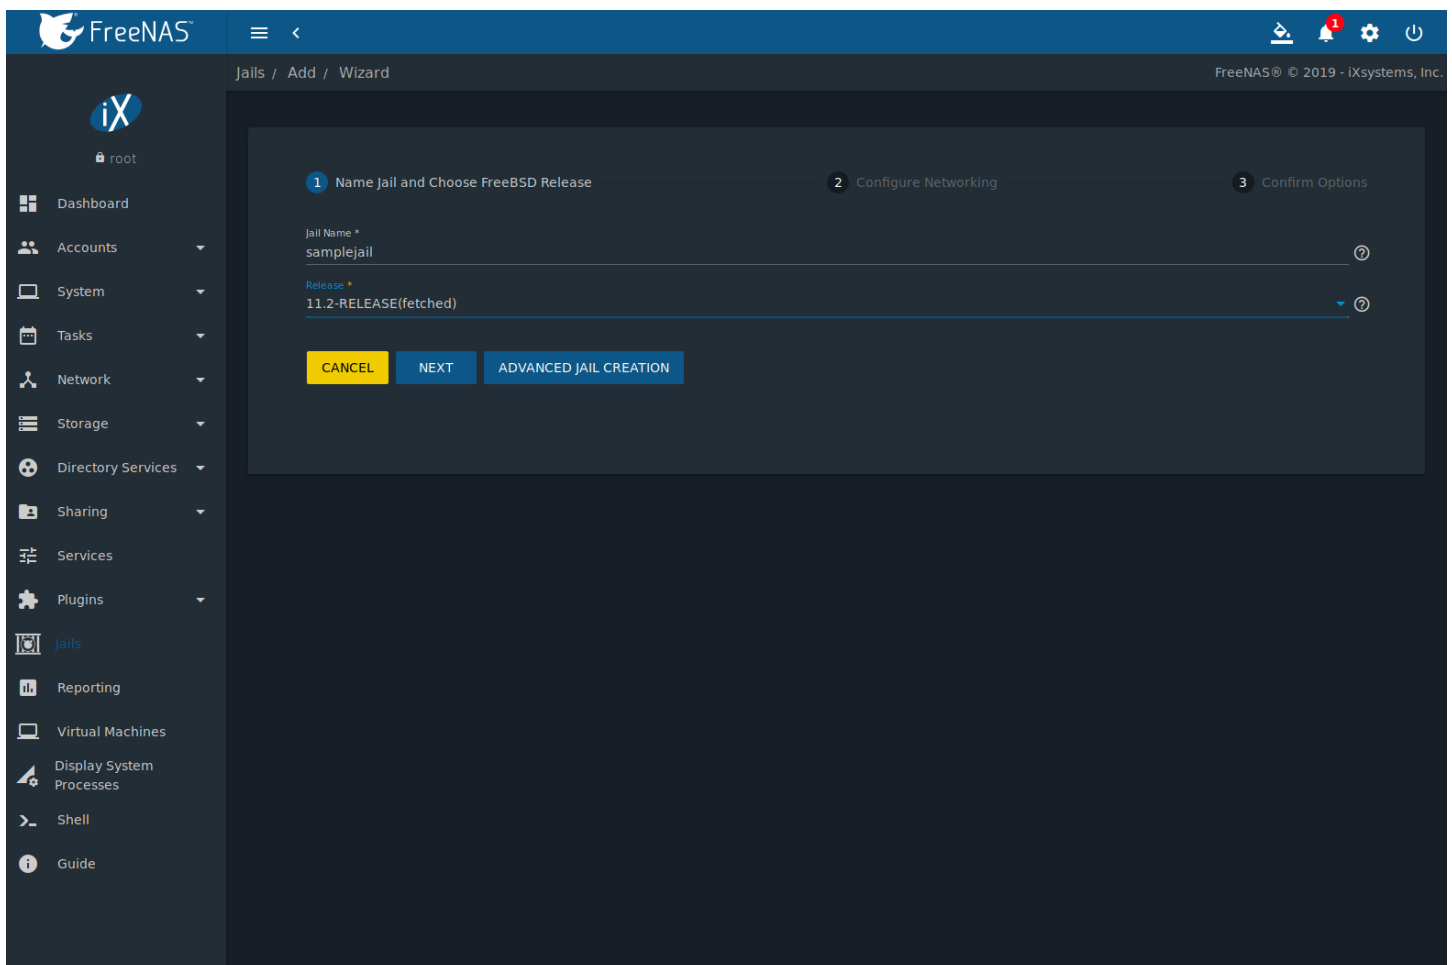 FreeNAS™
1
Jails / Add / Wizard
FreeNAS® © 2019 - iXsystems, Inc.
iX
root
1 Name Jail and Choose FreeBSD Release
2 Configure Networking
3 Confirm Options
Jail Name *
samplejail
Release *
11.2-RELEASE(fetched)
CANCEL
NEXT
ADVANCED JAIL CREATION
Dashboard
Accounts
System
Tasks
Network
Storage
Directory Services
Sharing
Services
Plugins
Jails
Reporting
Virtual Machines
Display System
Processes
Shell
Guide